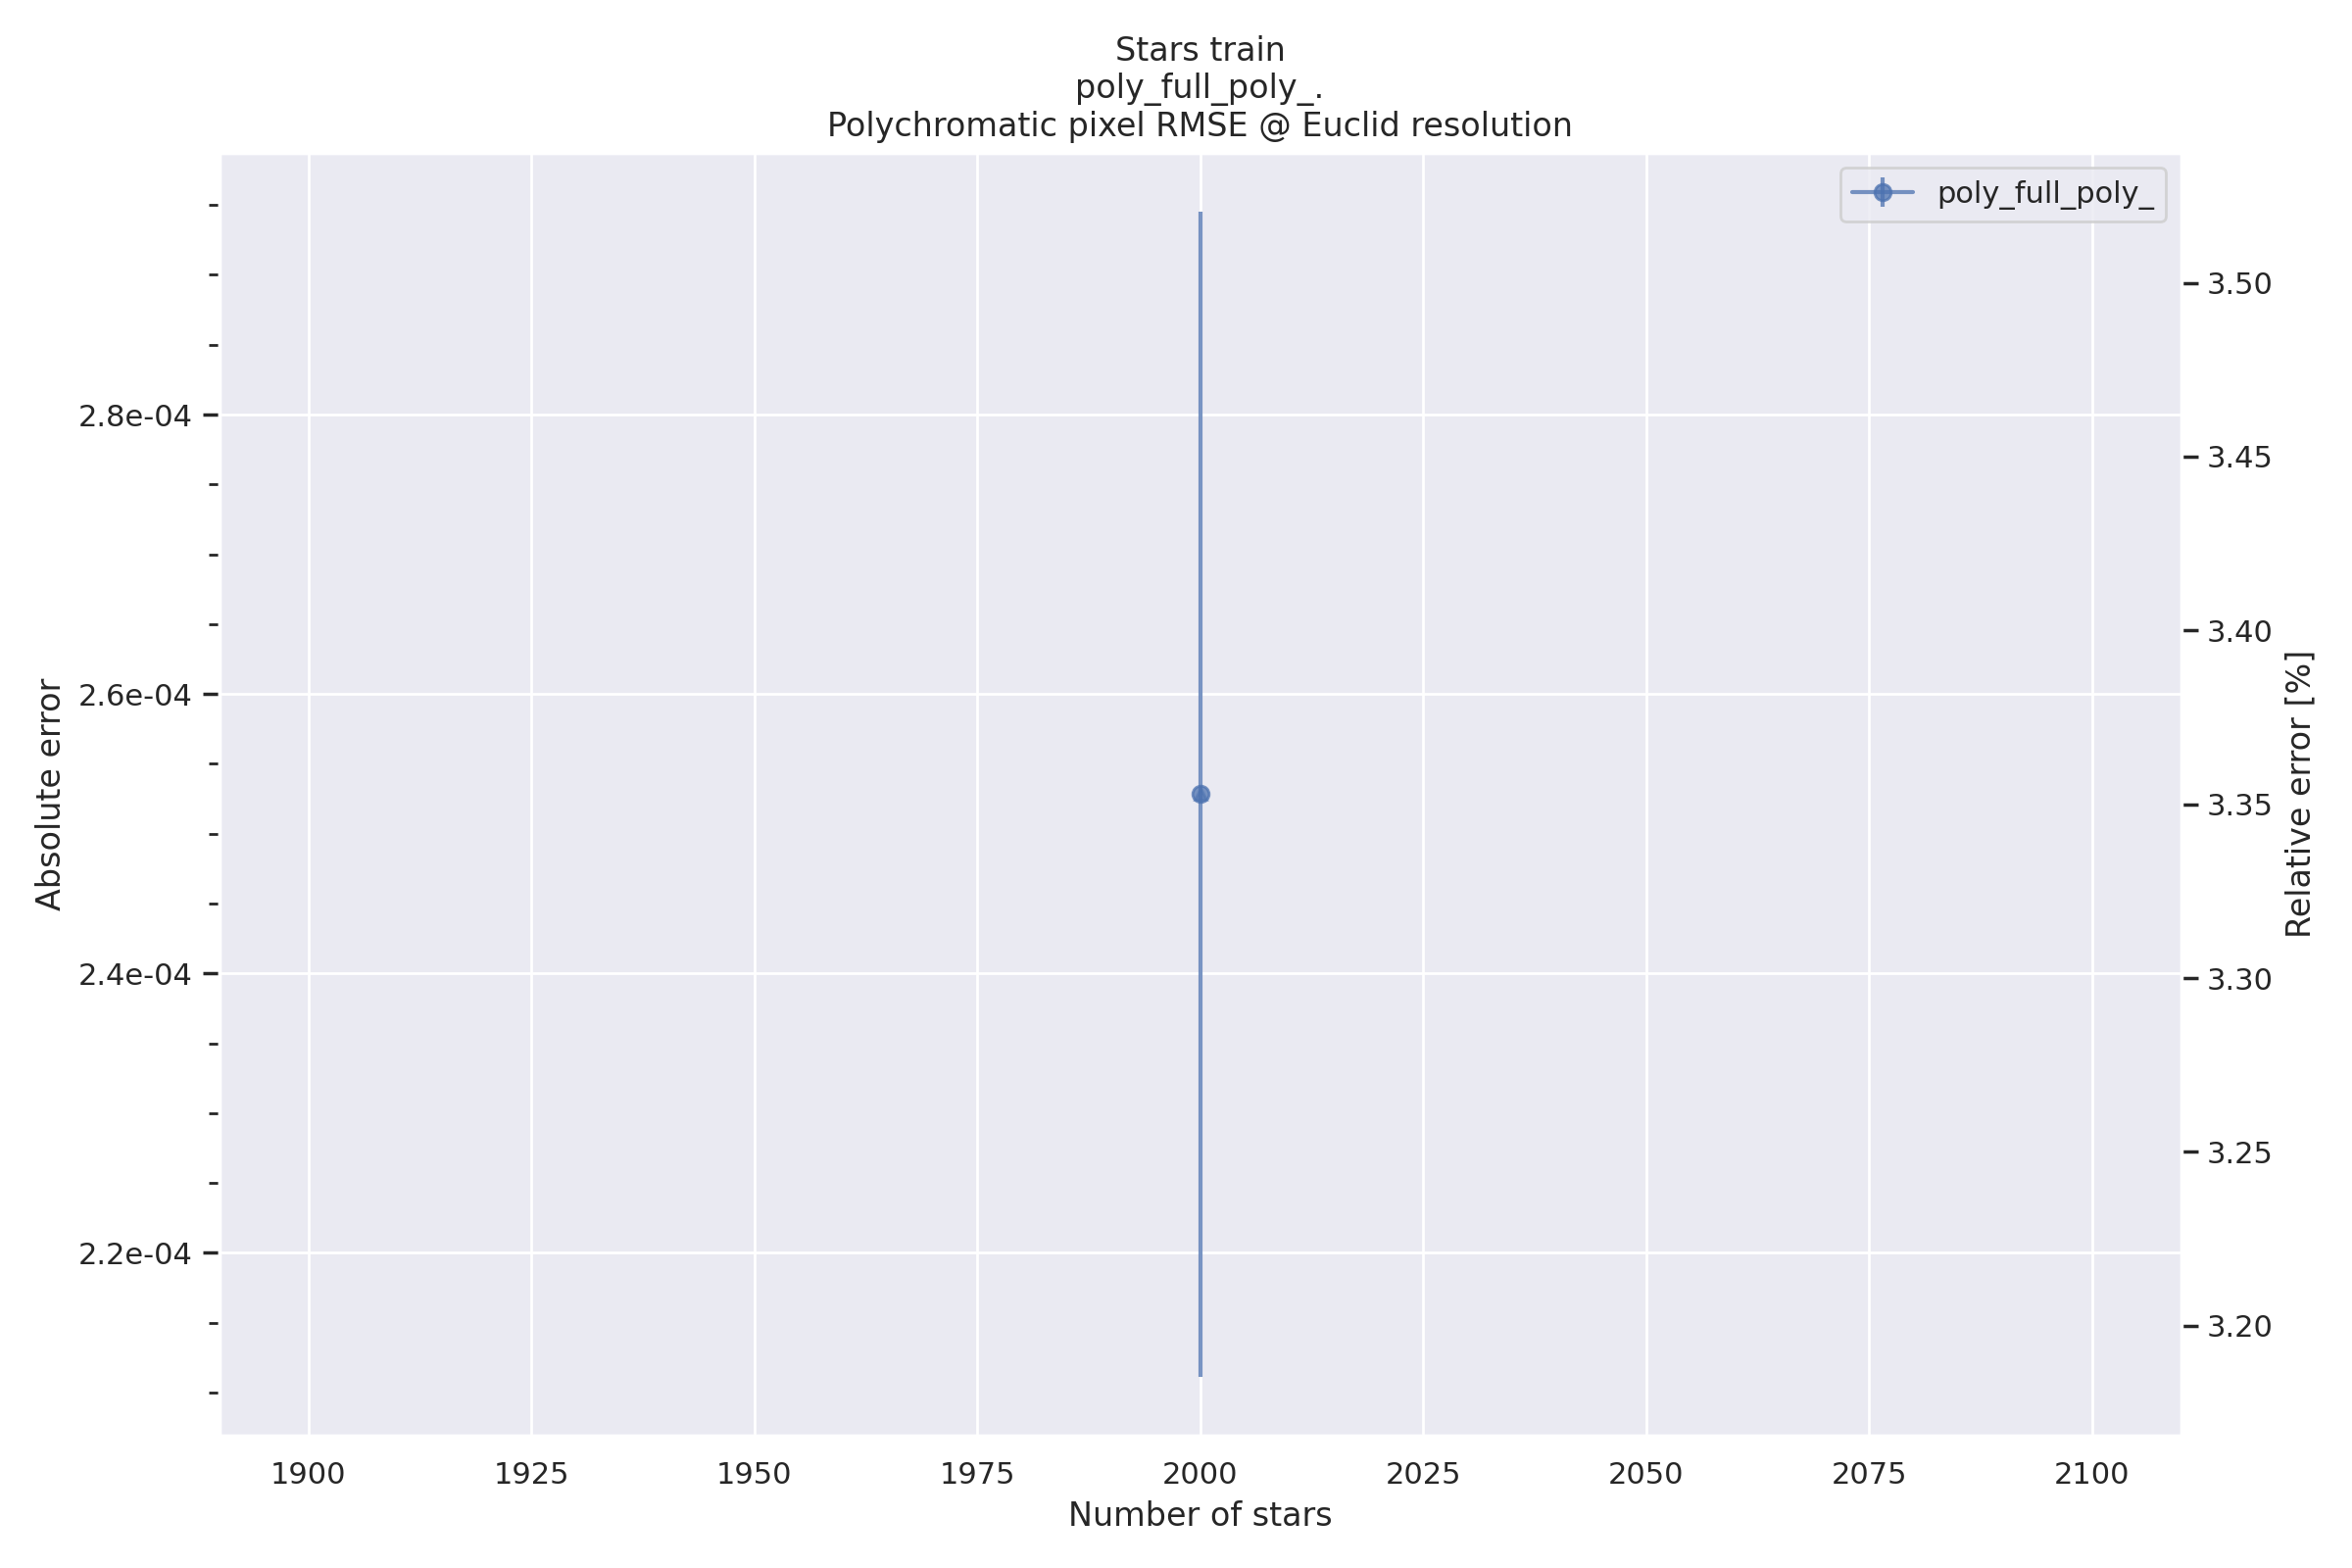 Stars train
poly_full_poly_.
Polychromatic pixel RMSE @ Euclid resolution
poly_full_poly_
Absolute error
2.8e-04
2.6e-04
2.4e-04
2.2e-04
3.50
3.45
3.40
3.35
3.30
3.25
3.20
Relative error [%]
1900 1925 1950 1975 2000 2025 2050 2075 2100
Number of stars